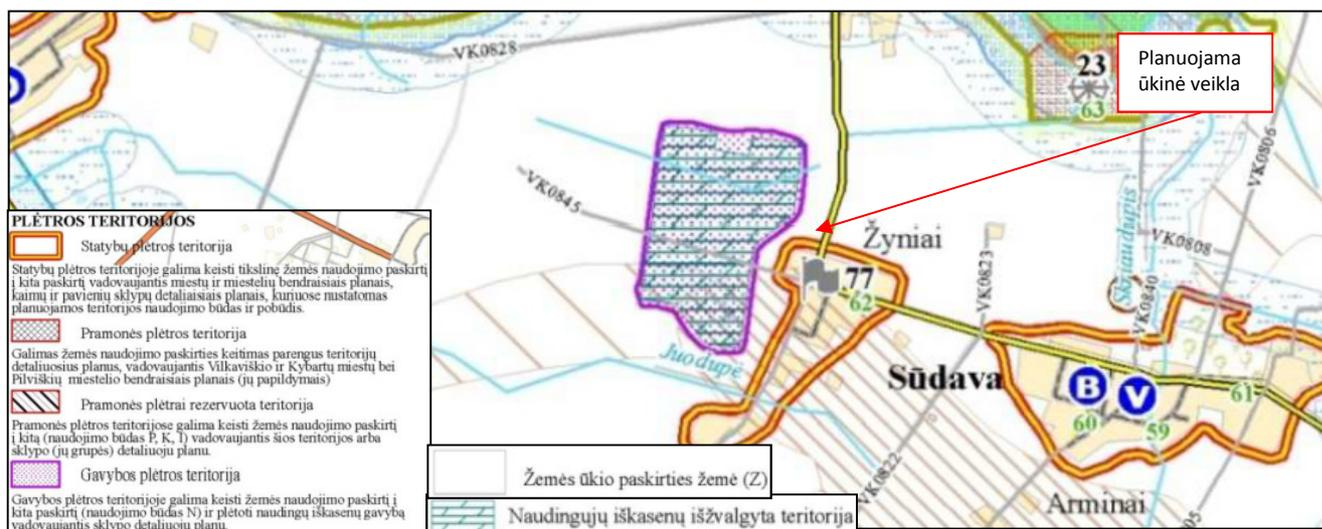 VK0828
23
63
Planuojama
ūkinė veikla
VK0806
VK0845
Žyniai
Skiaudupis
VK0808
VK0840
VK0823
77
62
Juodupė
Sūdava
B
V
60
59
61
VK0822
Arminai
PLĖTROS TERITORIJOS
Statybų plėtros teritorija
Statybų plėtros teritorijoje galima keisti tikslinę žemės naudojimo paskirtį
į kita paskirtį vadovaujantis miestų ir miestelių bendraisiais planais,
kaimų ir pavienių sklypų detaliaisiais planais, kuriuose nustatomas
planuojamos teritorijos naudojimo būdas ir pobūdis.
Pramonės plėtros teritorija
Galimas žemės naudojimo paskirties keitimas parengus teritorijų
detaliuosius planus, vadovaujantis Vilkaviškio ir Kybartų miestų bei
Pilviškių miestelio bendraisiais planais (jų papildymais)
Pramonės plėtrai rezervuota teritorija
Pramonės plėtros teritorijose galima keisti žemės naudojimo paskirtį
į kitą (naudojimo būdas P, K, I) vadovaujantis šios teritorijos arba
sklypo (jų grupės) detaliuoju planu.
Gavybos plėtros teritorija
Gavybos plėtros teritorijoje galima keisti žemės naudojimo paskirtį į
kita paskirtį (naudojimo būdas N) ir plėtoti naudingų iškasenų gavybą
vadovaujantis sklypo detaliuoju planu.
Žemės ūkio paskirties žemė (Z)
Naudingųjų iškasenų išžvalgyta teritorija